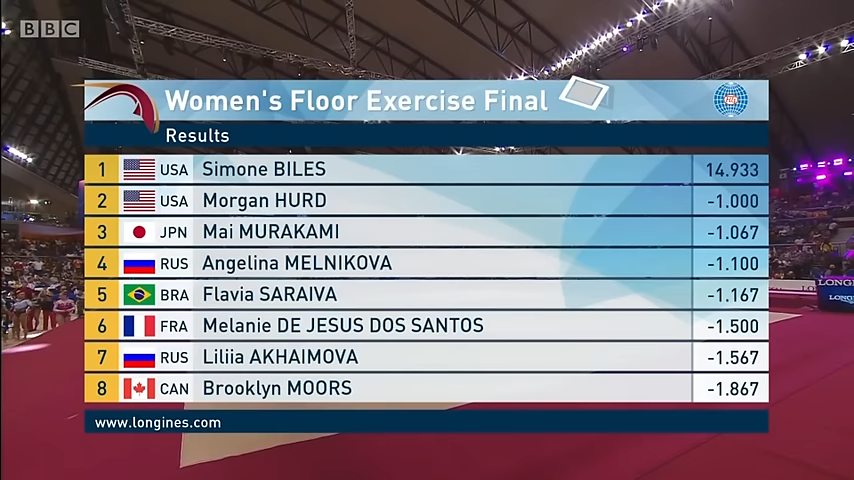 BBC
Women's Floor Exercise Final
Results
1 USA Simone BILES 14.933
2 USA Morgan HURD -1.000
3 JPN Mai MURAKAMI -1.067
4 RUS Angelina MELNIKOVA -1.100
5 BRA Flavia SARAIVA -1.167
6 FRA Melanie DE JESUS DOS SANTOS -1.500
7 RUS Liliia AKHAIMOVA -1.567
8 CAN Brooklyn MOORS -1.867
www.longines.com